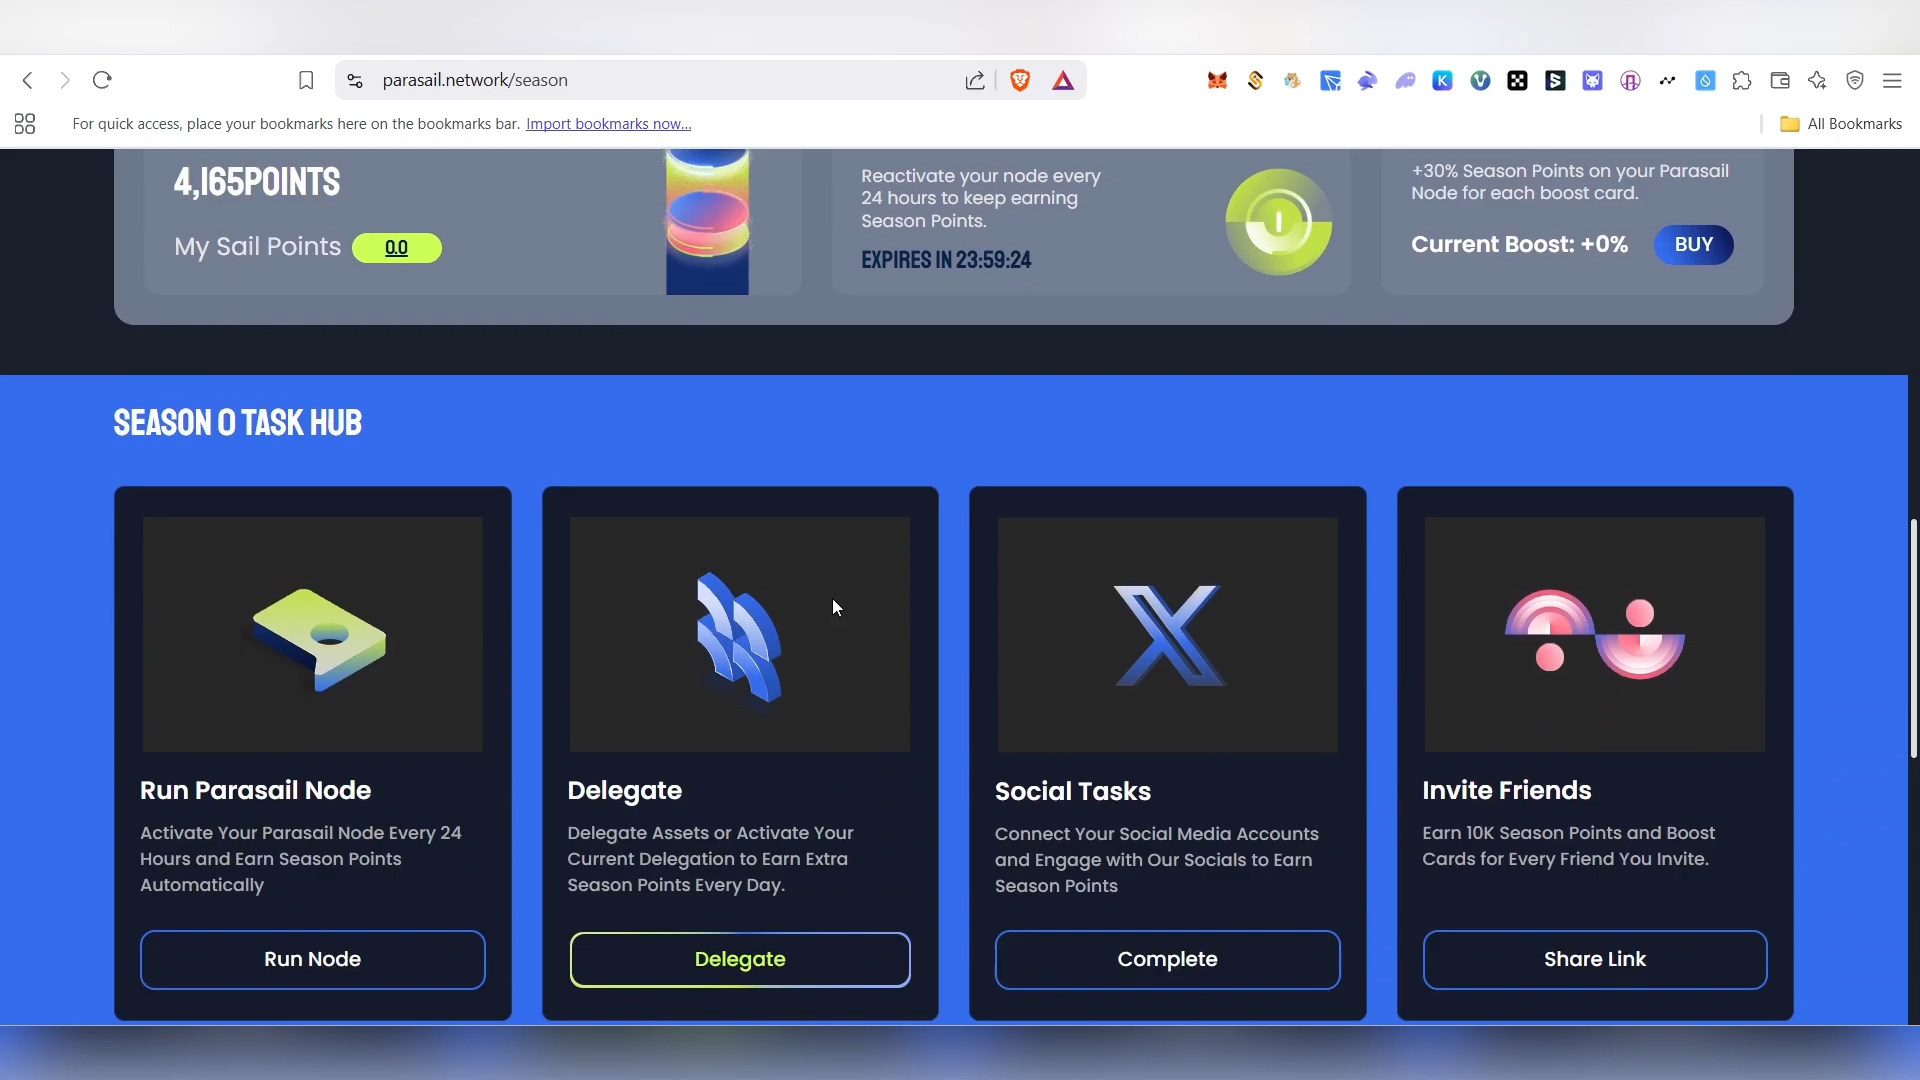 parasail.network/season
For quick access, place your bookmarks here on the bookmarks bar. Import bookmarks now...
All Bookmarks
4,165POINTS
My Sail Points 0.0
Reactivate your node every
24 hours to keep earning
Season Points.
EXPIRES IN 23:59:24
+30% Season Points on your Parasail
Node for each boost card.
Current Boost: +0%
BUY
SEASON 0 TASK HUB
Run Parasail Node
Activate Your Parasail Node Every 24
Hours and Earn Season Points
Automatically
Run Node
Delegate
Delegate Assets or Activate Your
Current Delegation to Earn Extra
Season Points Every Day.
Delegate
Social Tasks
Connect Your Social Media Accounts
and Engage with Our Socials to Earn
Season Points
Complete
Invite Friends
Earn 10K Season Points and Boost
Cards for Every Friend You Invite.
Share Link